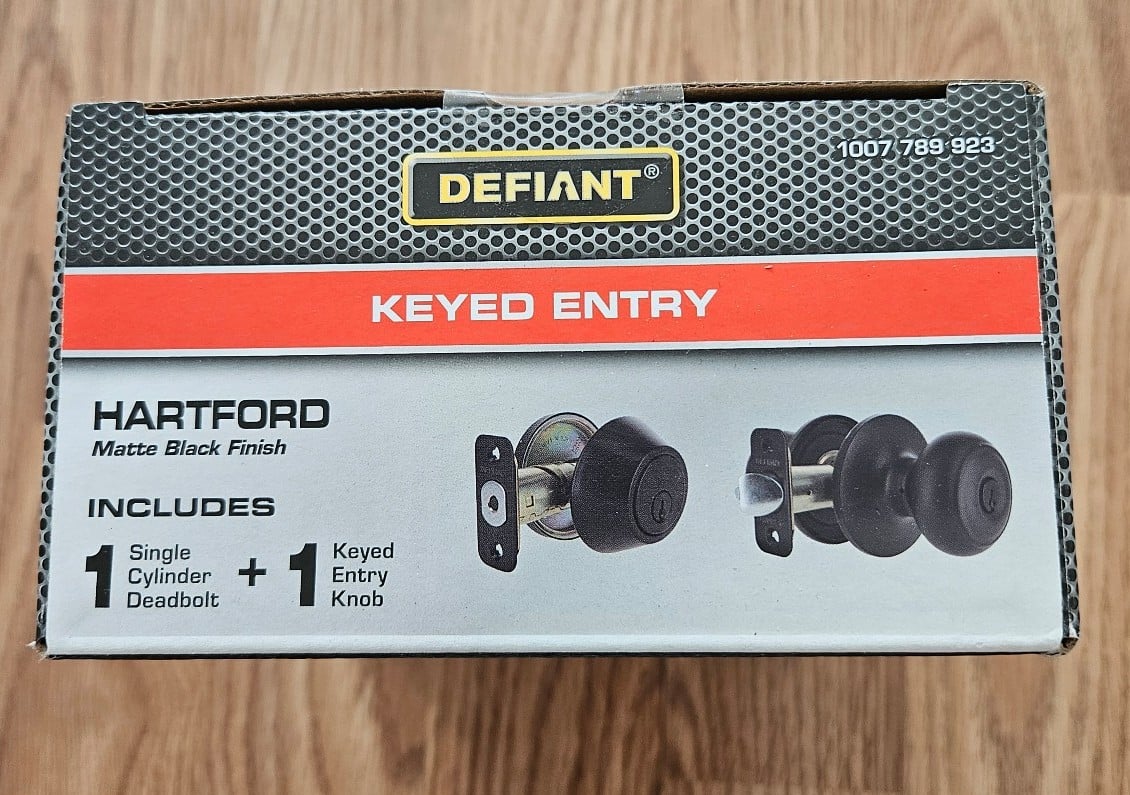 DEFIANT®
1007 789 923
KEYED ENTRY
HARTFORD
Matte Black Finish
INCLUDES
1 Single Cylinder Deadbolt + 1 Keyed Entry Knob
DEFIANT